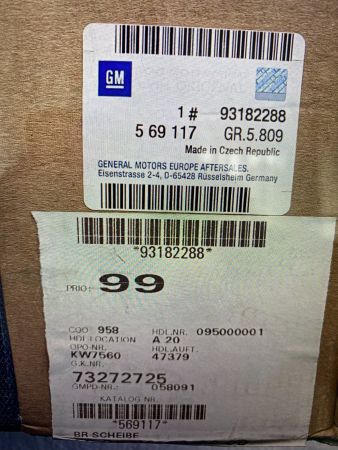 GM
1 # 93182288
5 69 117 GR.5.809
Made in Czech Republic
GENERAL MOTORS EUROPE AFTERSALES.
Eisenstrasse 2-4, D-65428 Rüsselsheim Germany
*93182288*
PRIO: 99
COO 958 HDL.NR. 095000001
HDL LOCATION A 20
OPO-NR. HDL.AUFT.
KW7560 47379
G.K.NR.
73272725
GMPD-NR.: 058091
KATALOG NR.
*569117*
BR SCHEIBE